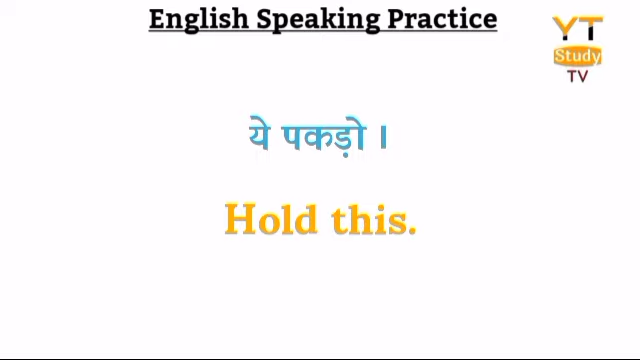 English Speaking Practice
YT
Study
TV
ये पकड़ो ।
Hold this.